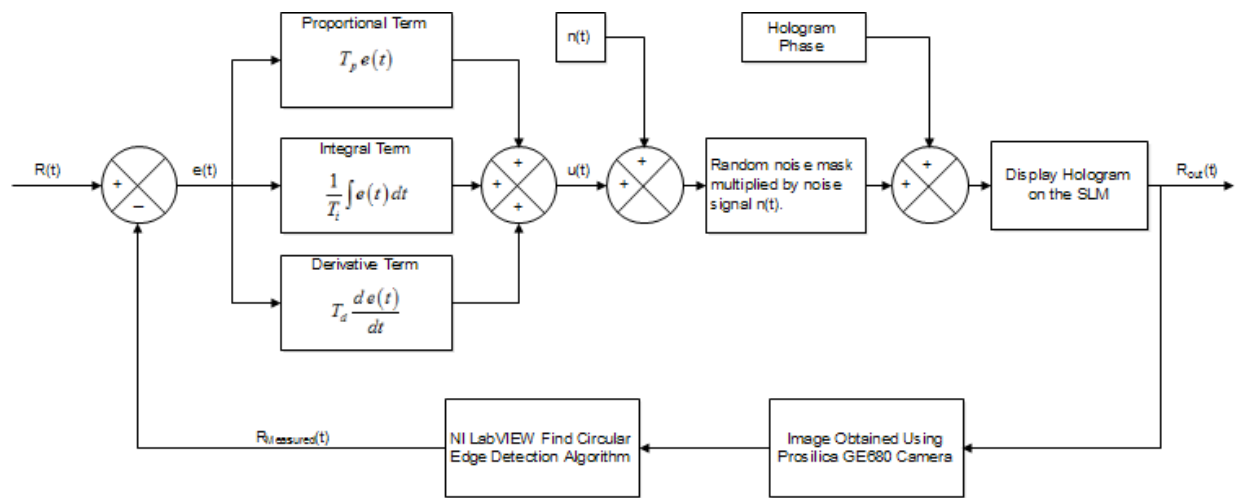 Proportional Term
T_p e(t)
n(t)
Hologram
Phase
R(t)
+
−
e(t)
Integral Term
1/T_i ∫ e(t) dt
+
+
+
u(t)
+
+
Random noise mask
multiplied by noise
signal n(t).
+
+
Display Hologram
on the SLM
R_out(t)
Derivative Term
T_d d e(t)/dt
R_Measured(t)
NI LabVIEW Find Circular
Edge Detection Algorithm
Image Obtained Using
Prosilica GE680 Camera